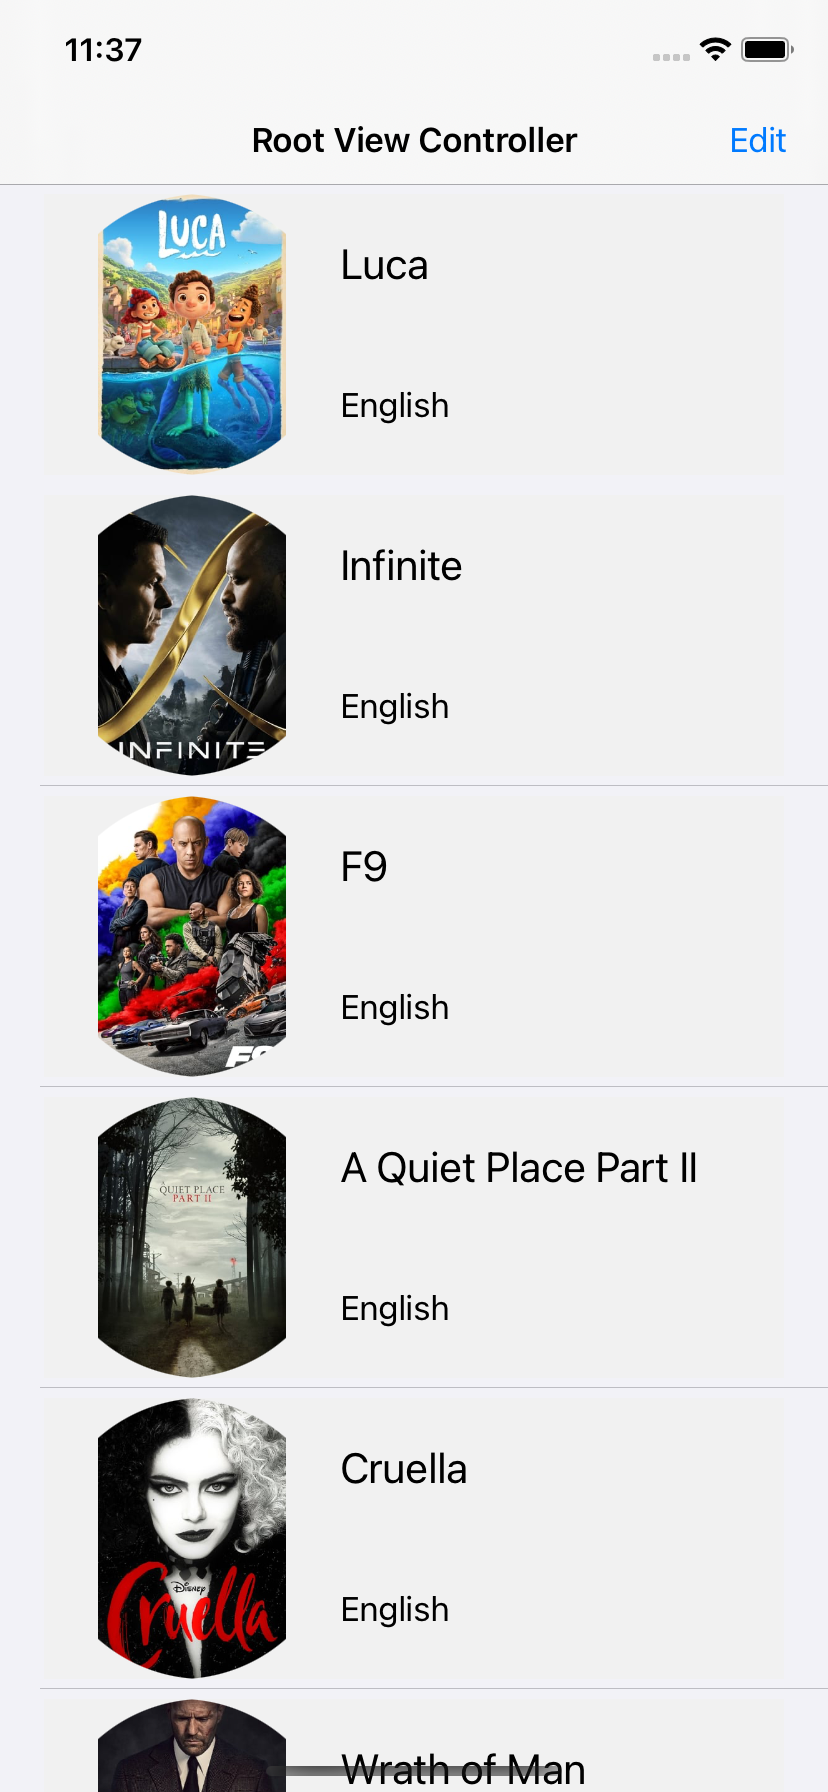 11:37
Root View Controller
Edit
LUCA
Luca
English
Infinite
English
INFINITE
F9
English
F9
A Quiet Place Part II
A
QUIET PLACE
PART II
English
Cruella
Disney
Cruella
English
Wrath of Man